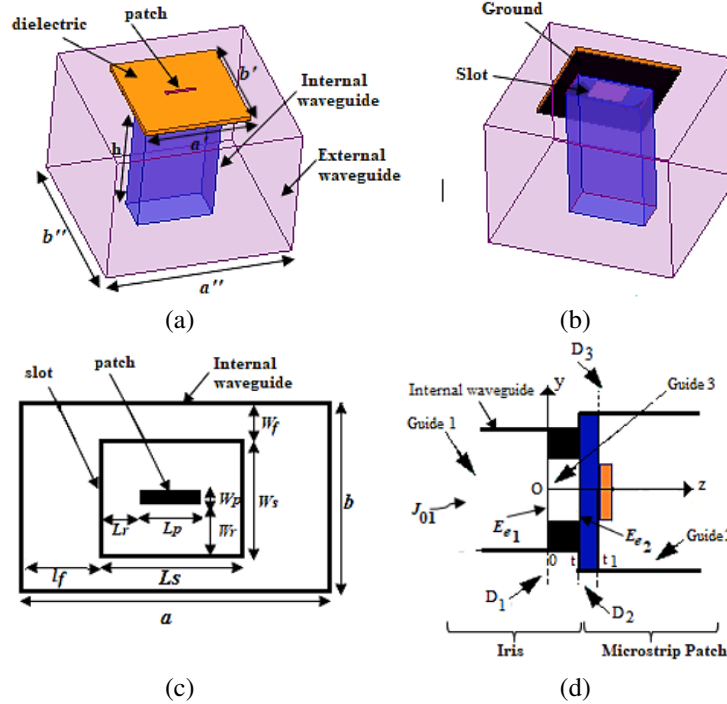 patch
dielectric
b'
Internal
waveguide
h
a'
External
waveguide
b''
a''
(a)
Ground
Slot
(b)
patch
Internal
waveguide
slot
Wf
Wp
Ws
b
Lr
Lp
Wr
lf
Ls
a
(c)
D3
Internal waveguide
y
Guide 3
Guide 1
O
z
J01
Ee1
Ee2
0
t
t1
Guide2
D1
D2
Iris
Microstrip Patch
(d)